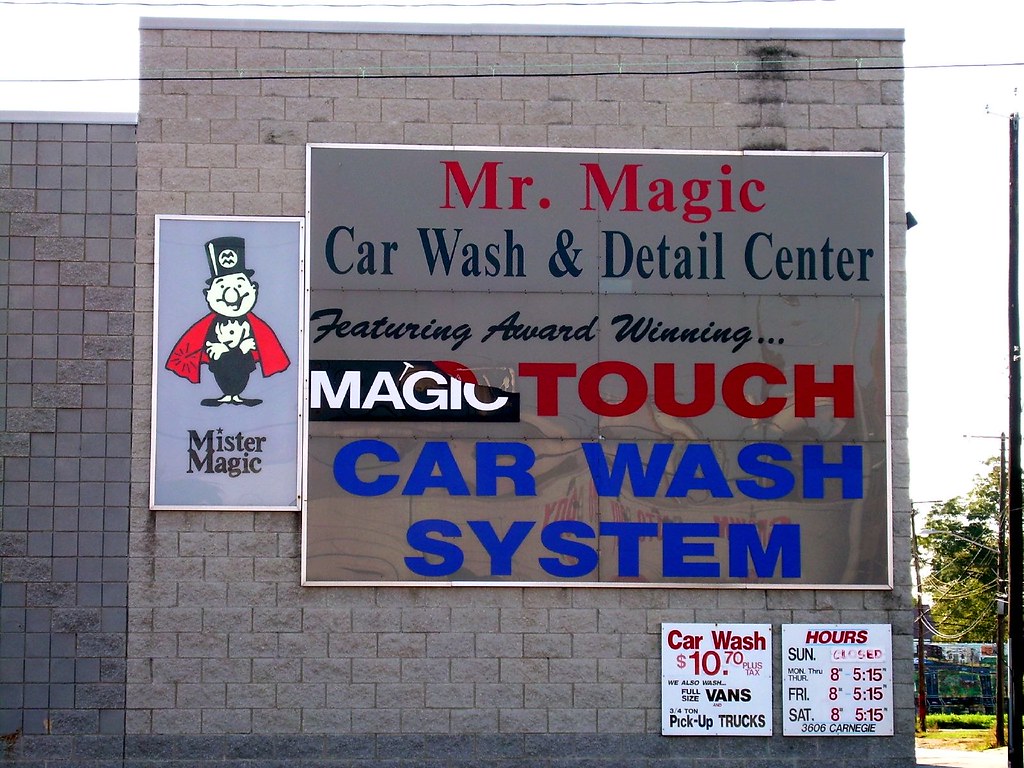 Mr. Magic
Car Wash & Detail Center
Featuring Award Winning...
MAGIC TOUCH
CAR WASH
SYSTEM
M
Mister
Magic
Car Wash
$10.70 PLUS TAX
WE ALSO WASH...
FULL SIZE VANS
AND
3/4 TON
Pick-Up TRUCKS
HOURS
SUN. CLOSED
MON. Thru THUR. 8" 5:15"
FRI. 8" 5:15"
SAT. 8" 5:15"
3606 CARNEGIE